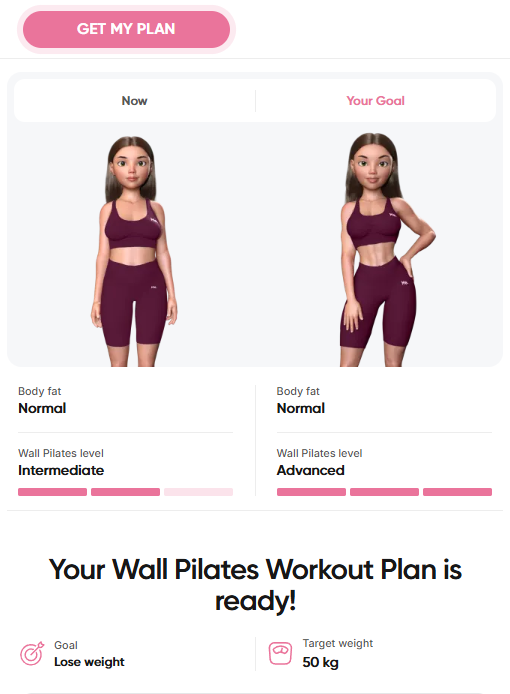 GET MY PLAN
Now
Your Goal
Body fat
Normal
Body fat
Normal
Wall Pilates level
Intermediate
Wall Pilates level
Advanced
Your Wall Pilates Workout Plan is
ready!
Goal
Lose weight
Target weight
50 kg